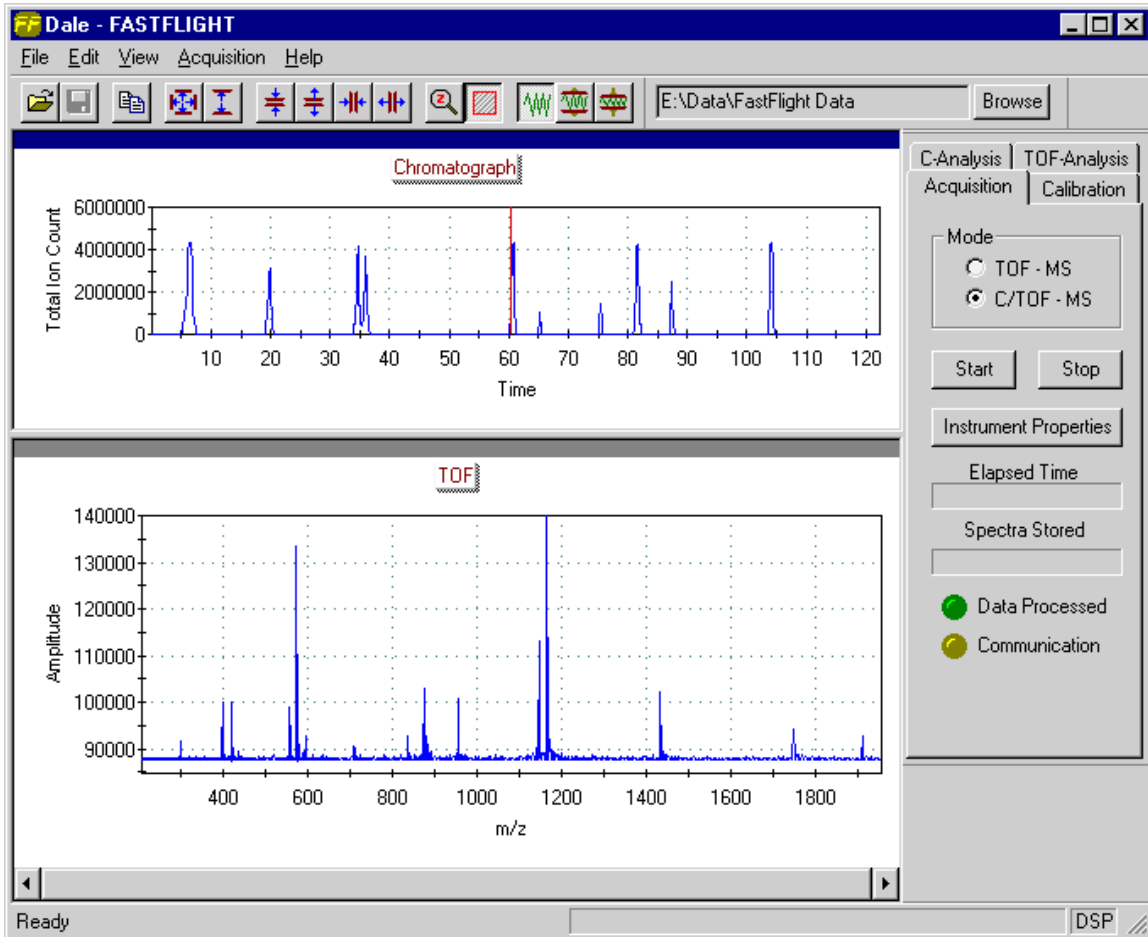 FF Dale - FASTFLIGHT
File Edit View Acquisition Help
Z E:\Data\FastFlight Data Browse
Chromatograph
Total Ion Count
6000000
4000000
2000000
0
10 20 30 40 50 60 70 80 90 100 110 120
Time
TOF
Amplitude
140000
130000
120000
110000
100000
90000
400 600 800 1000 1200 1400 1600 1800
m/z
C-Analysis TOF-Analysis
Acquisition Calibration
Mode
TOF - MS
C/TOF - MS
Start Stop
Instrument Properties
Elapsed Time
Spectra Stored
Data Processed
Communication
Ready DSP